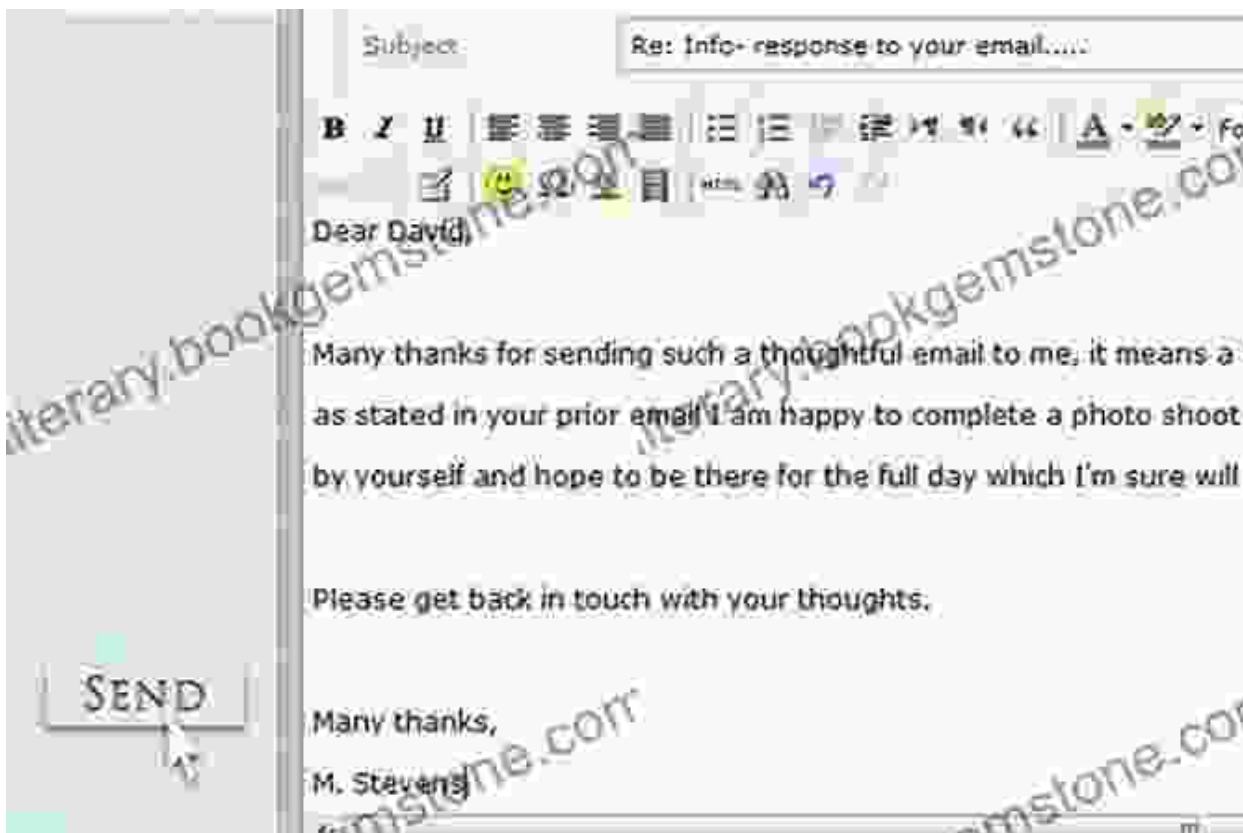 Subject Re: Info- response to your email.....
B I U A Fo
HTML
Dear David,
Many thanks for sending such a thoughtful email to me, it means a
as stated in your prior email I am happy to complete a photo shoot
by yourself and hope to be there for the full day which I'm sure will
Please get back in touch with your thoughts.
SEND
Many thanks,
M. Stevens
literary.bookgemstone.com
literary.bookgemstone.com